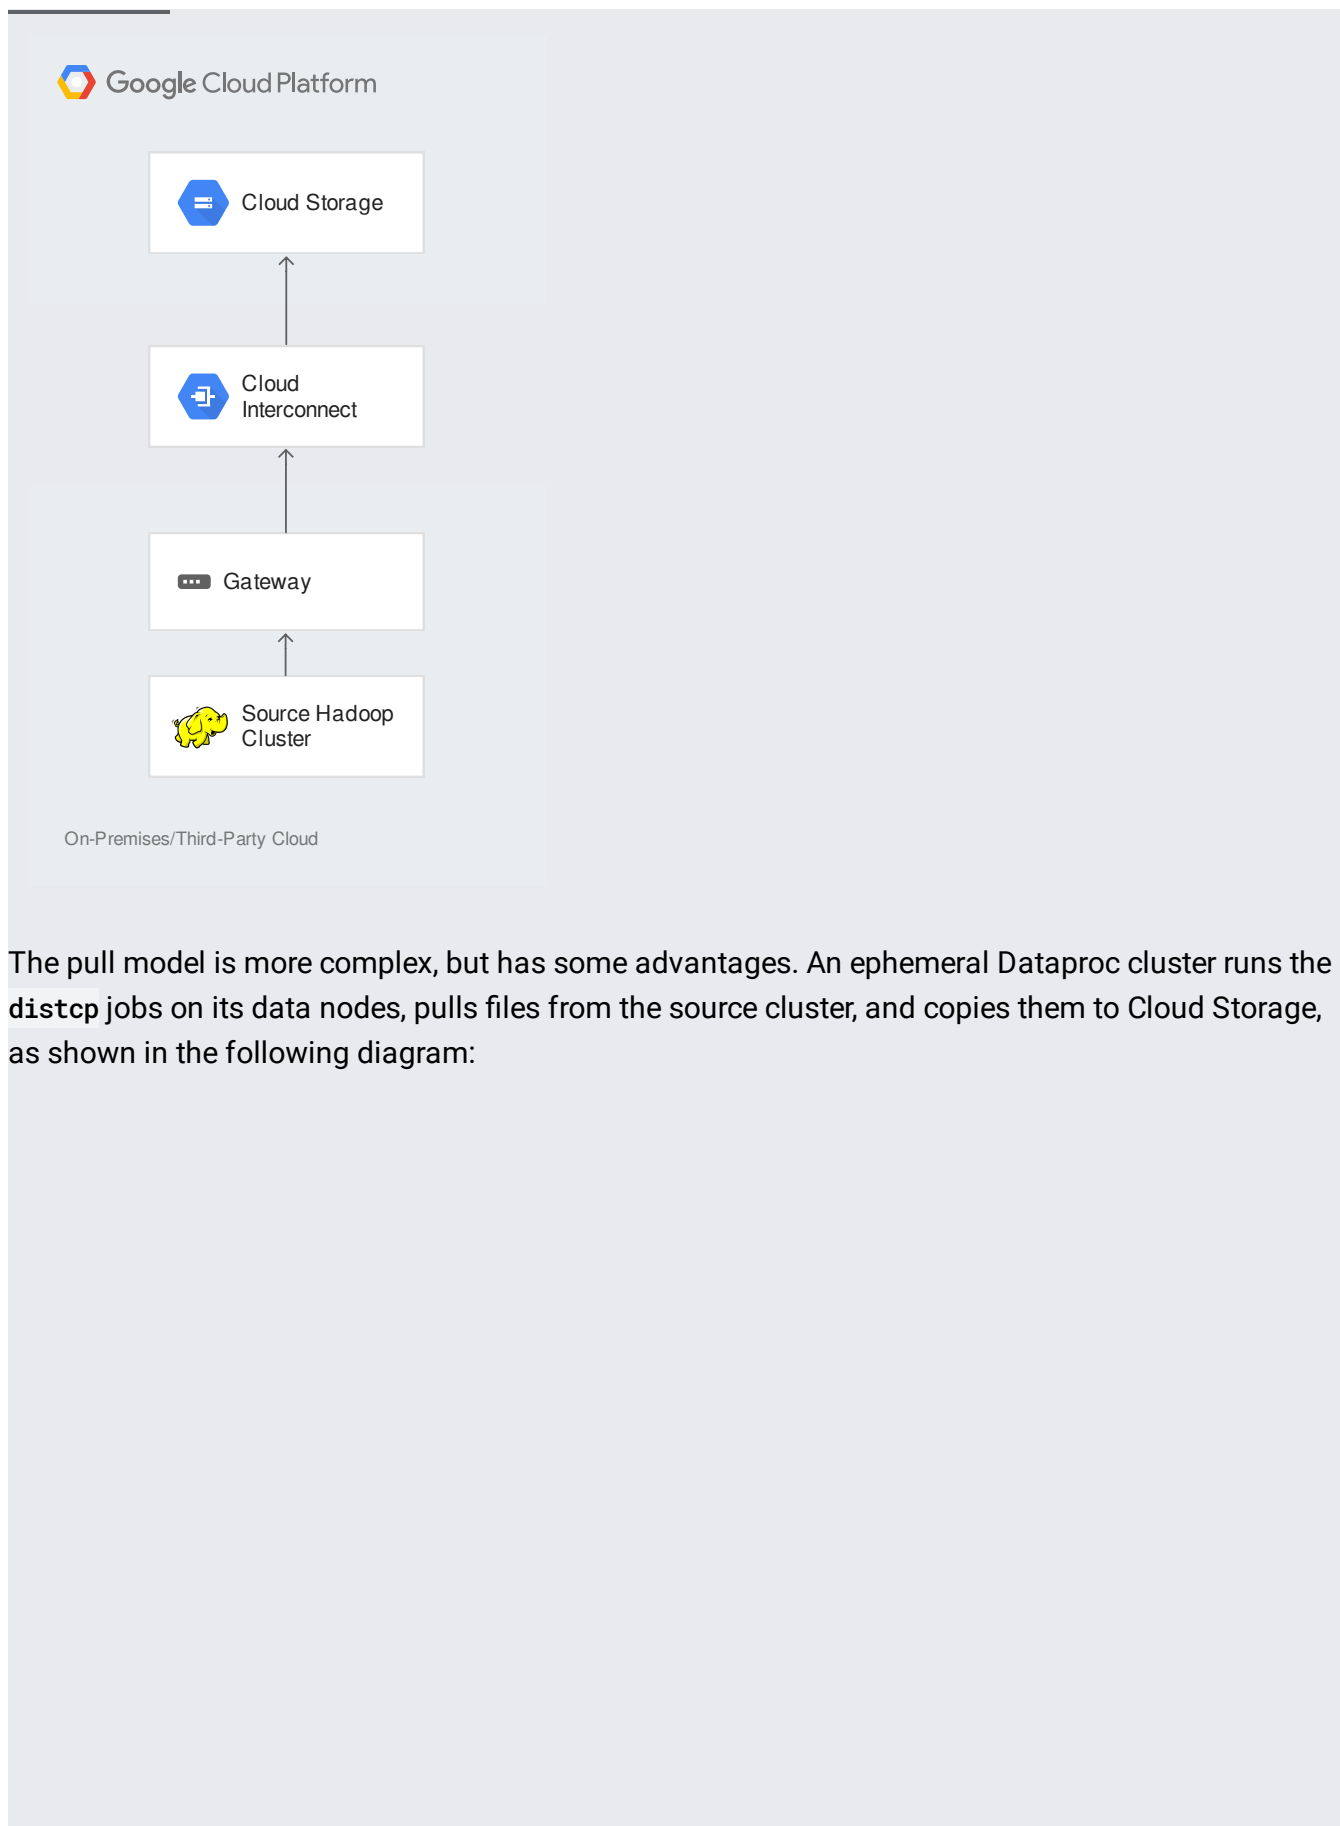 Google Cloud Platform
Cloud Storage
Cloud
Interconnect
Gateway
Source Hadoop
Cluster
On-Premises/Third-Party Cloud
The pull model is more complex, but has some advantages. An ephemeral Dataproc cluster runs the
distcp jobs on its data nodes, pulls files from the source cluster, and copies them to Cloud Storage,
as shown in the following diagram: